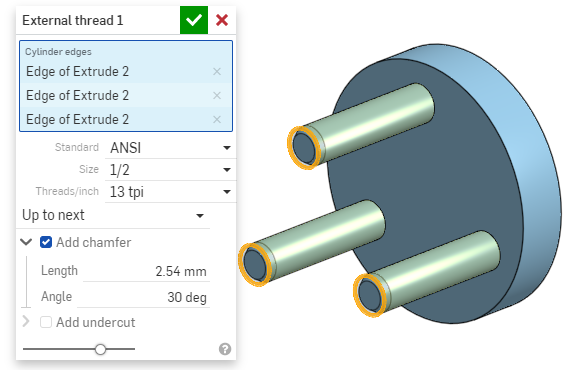 External thread 1
Cylinder edges
Edge of Extrude 2
Edge of Extrude 2
Edge of Extrude 2
Standard ANSI
Size 1/2
Threads/inch 13 tpi
Up to next
Add chamfer
Length 2.54 mm
Angle 30 deg
Add undercut